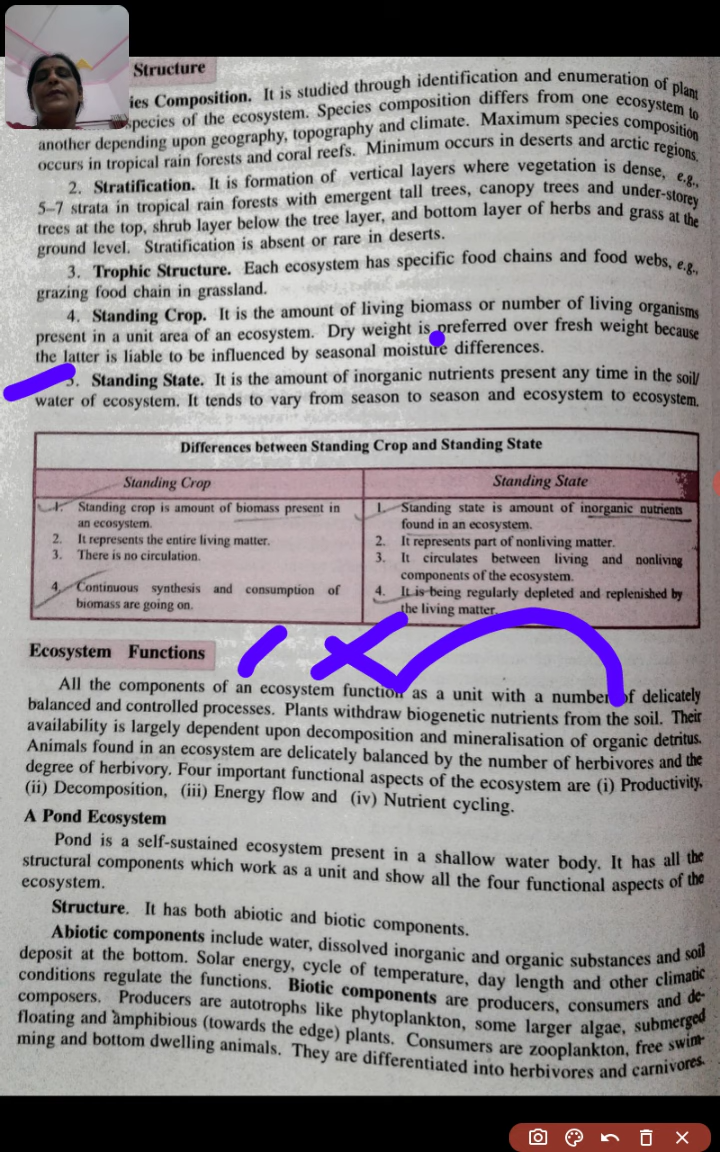 Structure
ies Composition. It is studied through identification and enumeration of plant
species of the ecosystem. Species composition differs from one ecosystem to
another depending upon geography, topography and climate. Maximum species composition
occurs in tropical rain forests and coral reefs. Minimum occurs in deserts and arctic regions.
2. Stratification. It is formation of vertical layers where vegetation is dense, e.g.,
5–7 strata in tropical rain forests with emergent tall trees, canopy trees and under-storey
trees at the top, shrub layer below the tree layer, and bottom layer of herbs and grass at the
ground level. Stratification is absent or rare in deserts.
3. Trophic Structure. Each ecosystem has specific food chains and food webs, e.g.,
grazing food chain in grassland.
4. Standing Crop. It is the amount of living biomass or number of living organisms
present in a unit area of an ecosystem. Dry weight is preferred over fresh weight because
the latter is liable to be influenced by seasonal moisture differences.
5. Standing State. It is the amount of inorganic nutrients present any time in the soil/
water of ecosystem. It tends to vary from season to season and ecosystem to ecosystem.
Differences between Standing Crop and Standing State
Standing Crop
1. Standing crop is amount of biomass present in
an ecosystem.
2. It represents the entire living matter.
3. There is no circulation.
4. Continuous synthesis and consumption of
biomass are going on.
Standing State
1. Standing state is amount of inorganic nutrients
found in an ecosystem.
2. It represents part of nonliving matter.
3. It circulates between living and nonliving
components of the ecosystem.
4. It is being regularly depleted and replenished by
the living matter.
Ecosystem Functions
All the components of an ecosystem function as a unit with a number of delicately
balanced and controlled processes. Plants withdraw biogenetic nutrients from the soil. Their
availability is largely dependent upon decomposition and mineralisation of organic detritus.
Animals found in an ecosystem are delicately balanced by the number of herbivores and the
degree of herbivory. Four important functional aspects of the ecosystem are (i) Productivity,
(ii) Decomposition, (iii) Energy flow and (iv) Nutrient cycling.
A Pond Ecosystem
Pond is a self-sustained ecosystem present in a shallow water body. It has all the
structural components which work as a unit and show all the four functional aspects of the
ecosystem.
Structure. It has both abiotic and biotic components.
Abiotic components include water, dissolved inorganic and organic substances and soil
deposit at the bottom. Solar energy, cycle of temperature, day length and other climatic
conditions regulate the functions. Biotic components are producers, consumers and de-
composers. Producers are autotrophs like phytoplankton, some larger algae, submerged
floating and amphibious (towards the edge) plants. Consumers are zooplankton, free swim-
ming and bottom dwelling animals. They are differentiated into herbivores and carnivores.